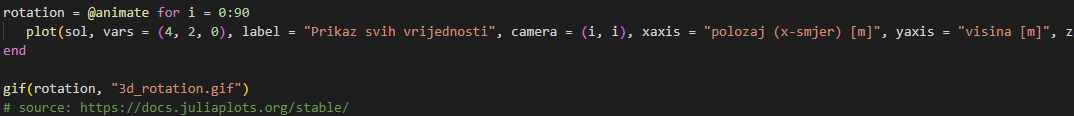 rotation = @animate for i = 0:90
plot(sol, vars = (4, 2, 0), label = "Prikaz svih vrijednosti", camera = (i, i), xaxis = "polozaj (x-smjer) [m]", yaxis = "visina [m]", z
end
gif(rotation, "3d_rotation.gif")
# source: https://docs.juliaplots.org/stable/